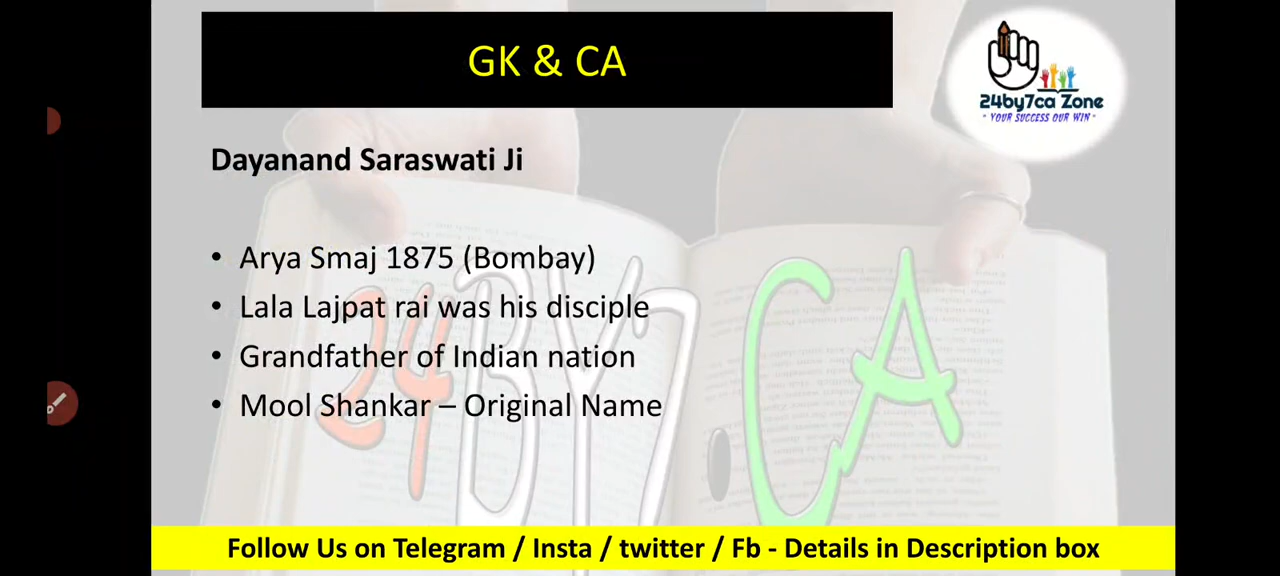 GK & CA
24by7ca Zone
"YOUR SUCCESS OUR WIN"
Dayanand Saraswati Ji
• Arya Smaj 1875 (Bombay)
• Lala Lajpat rai was his disciple
• Grandfather of Indian nation
• Mool Shankar – Original Name
24BY7.CA
Follow Us on Telegram / Insta / twitter / Fb - Details in Description box